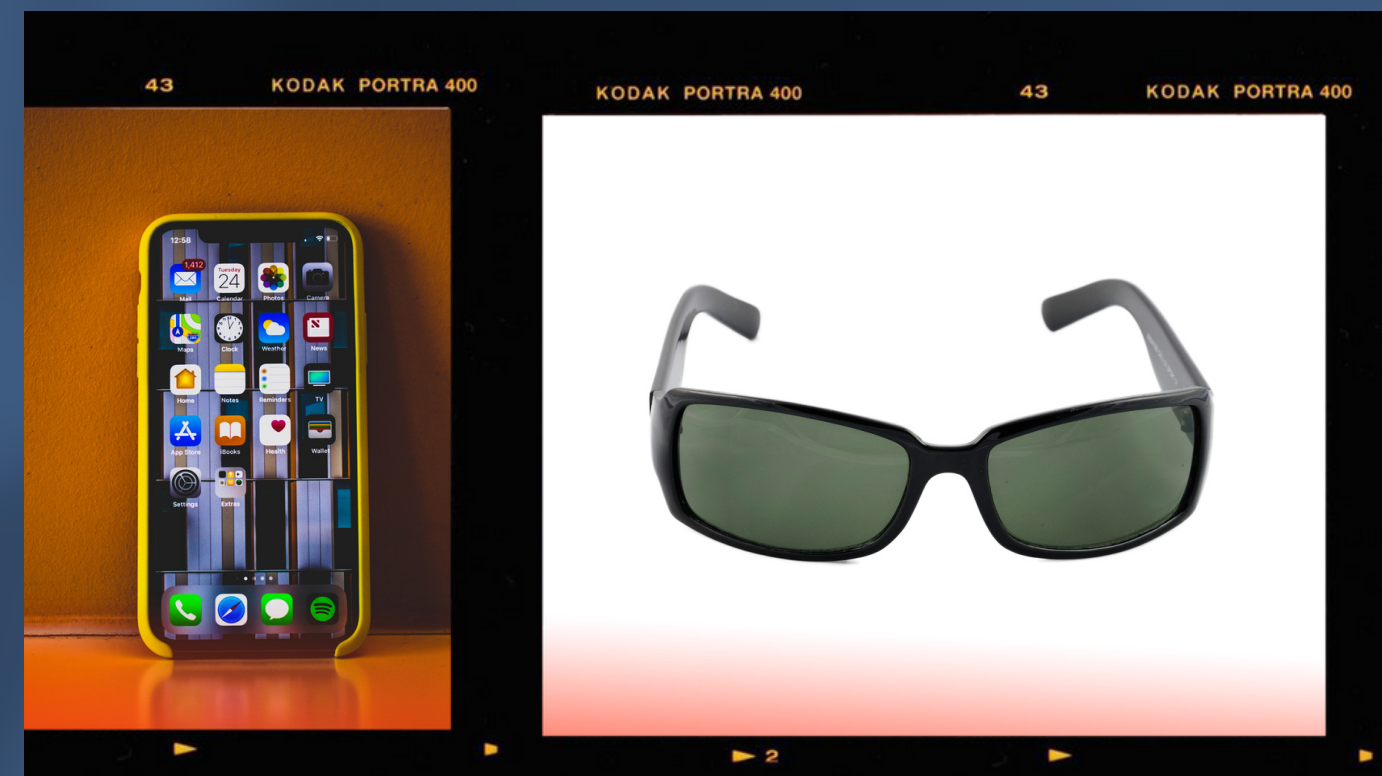 43
KODAK PORTRA 400
KODAK PORTRA 400
43
KODAK PORTRA 400
12:58
1,412
Tuesday
24
Mail
Calendar
Photos
Camera
Maps
Clock
Weather
News
Home
Notes
Reminders
TV
App Store
iBooks
Health
Wallet
Settings
Extras
2